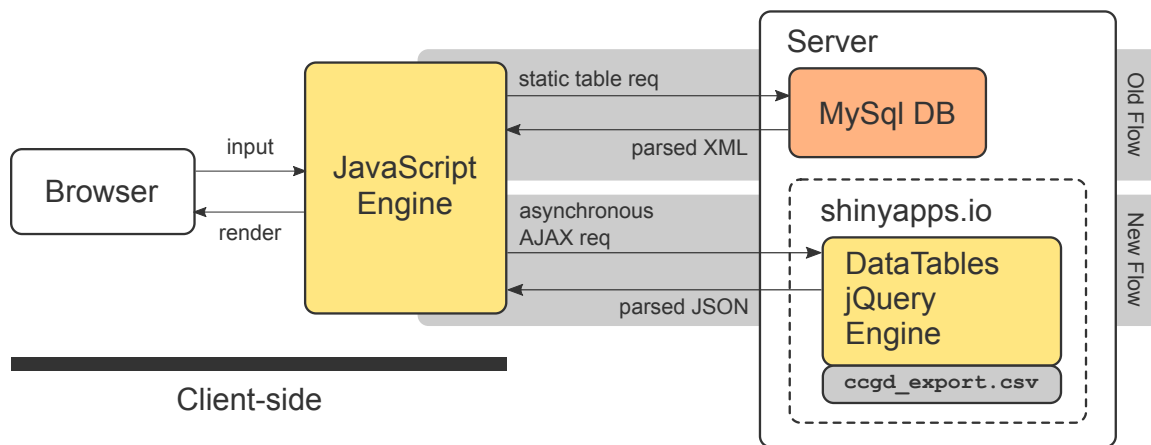 Server
static table req
MySql DB
parsed XML
Old Flow
input
Browser
JavaScript
Engine
render
asynchronous
AJAX req
parsed JSON
shinyapps.io
DataTables
jQuery
Engine
ccgd_export.csv
New Flow
Client-side